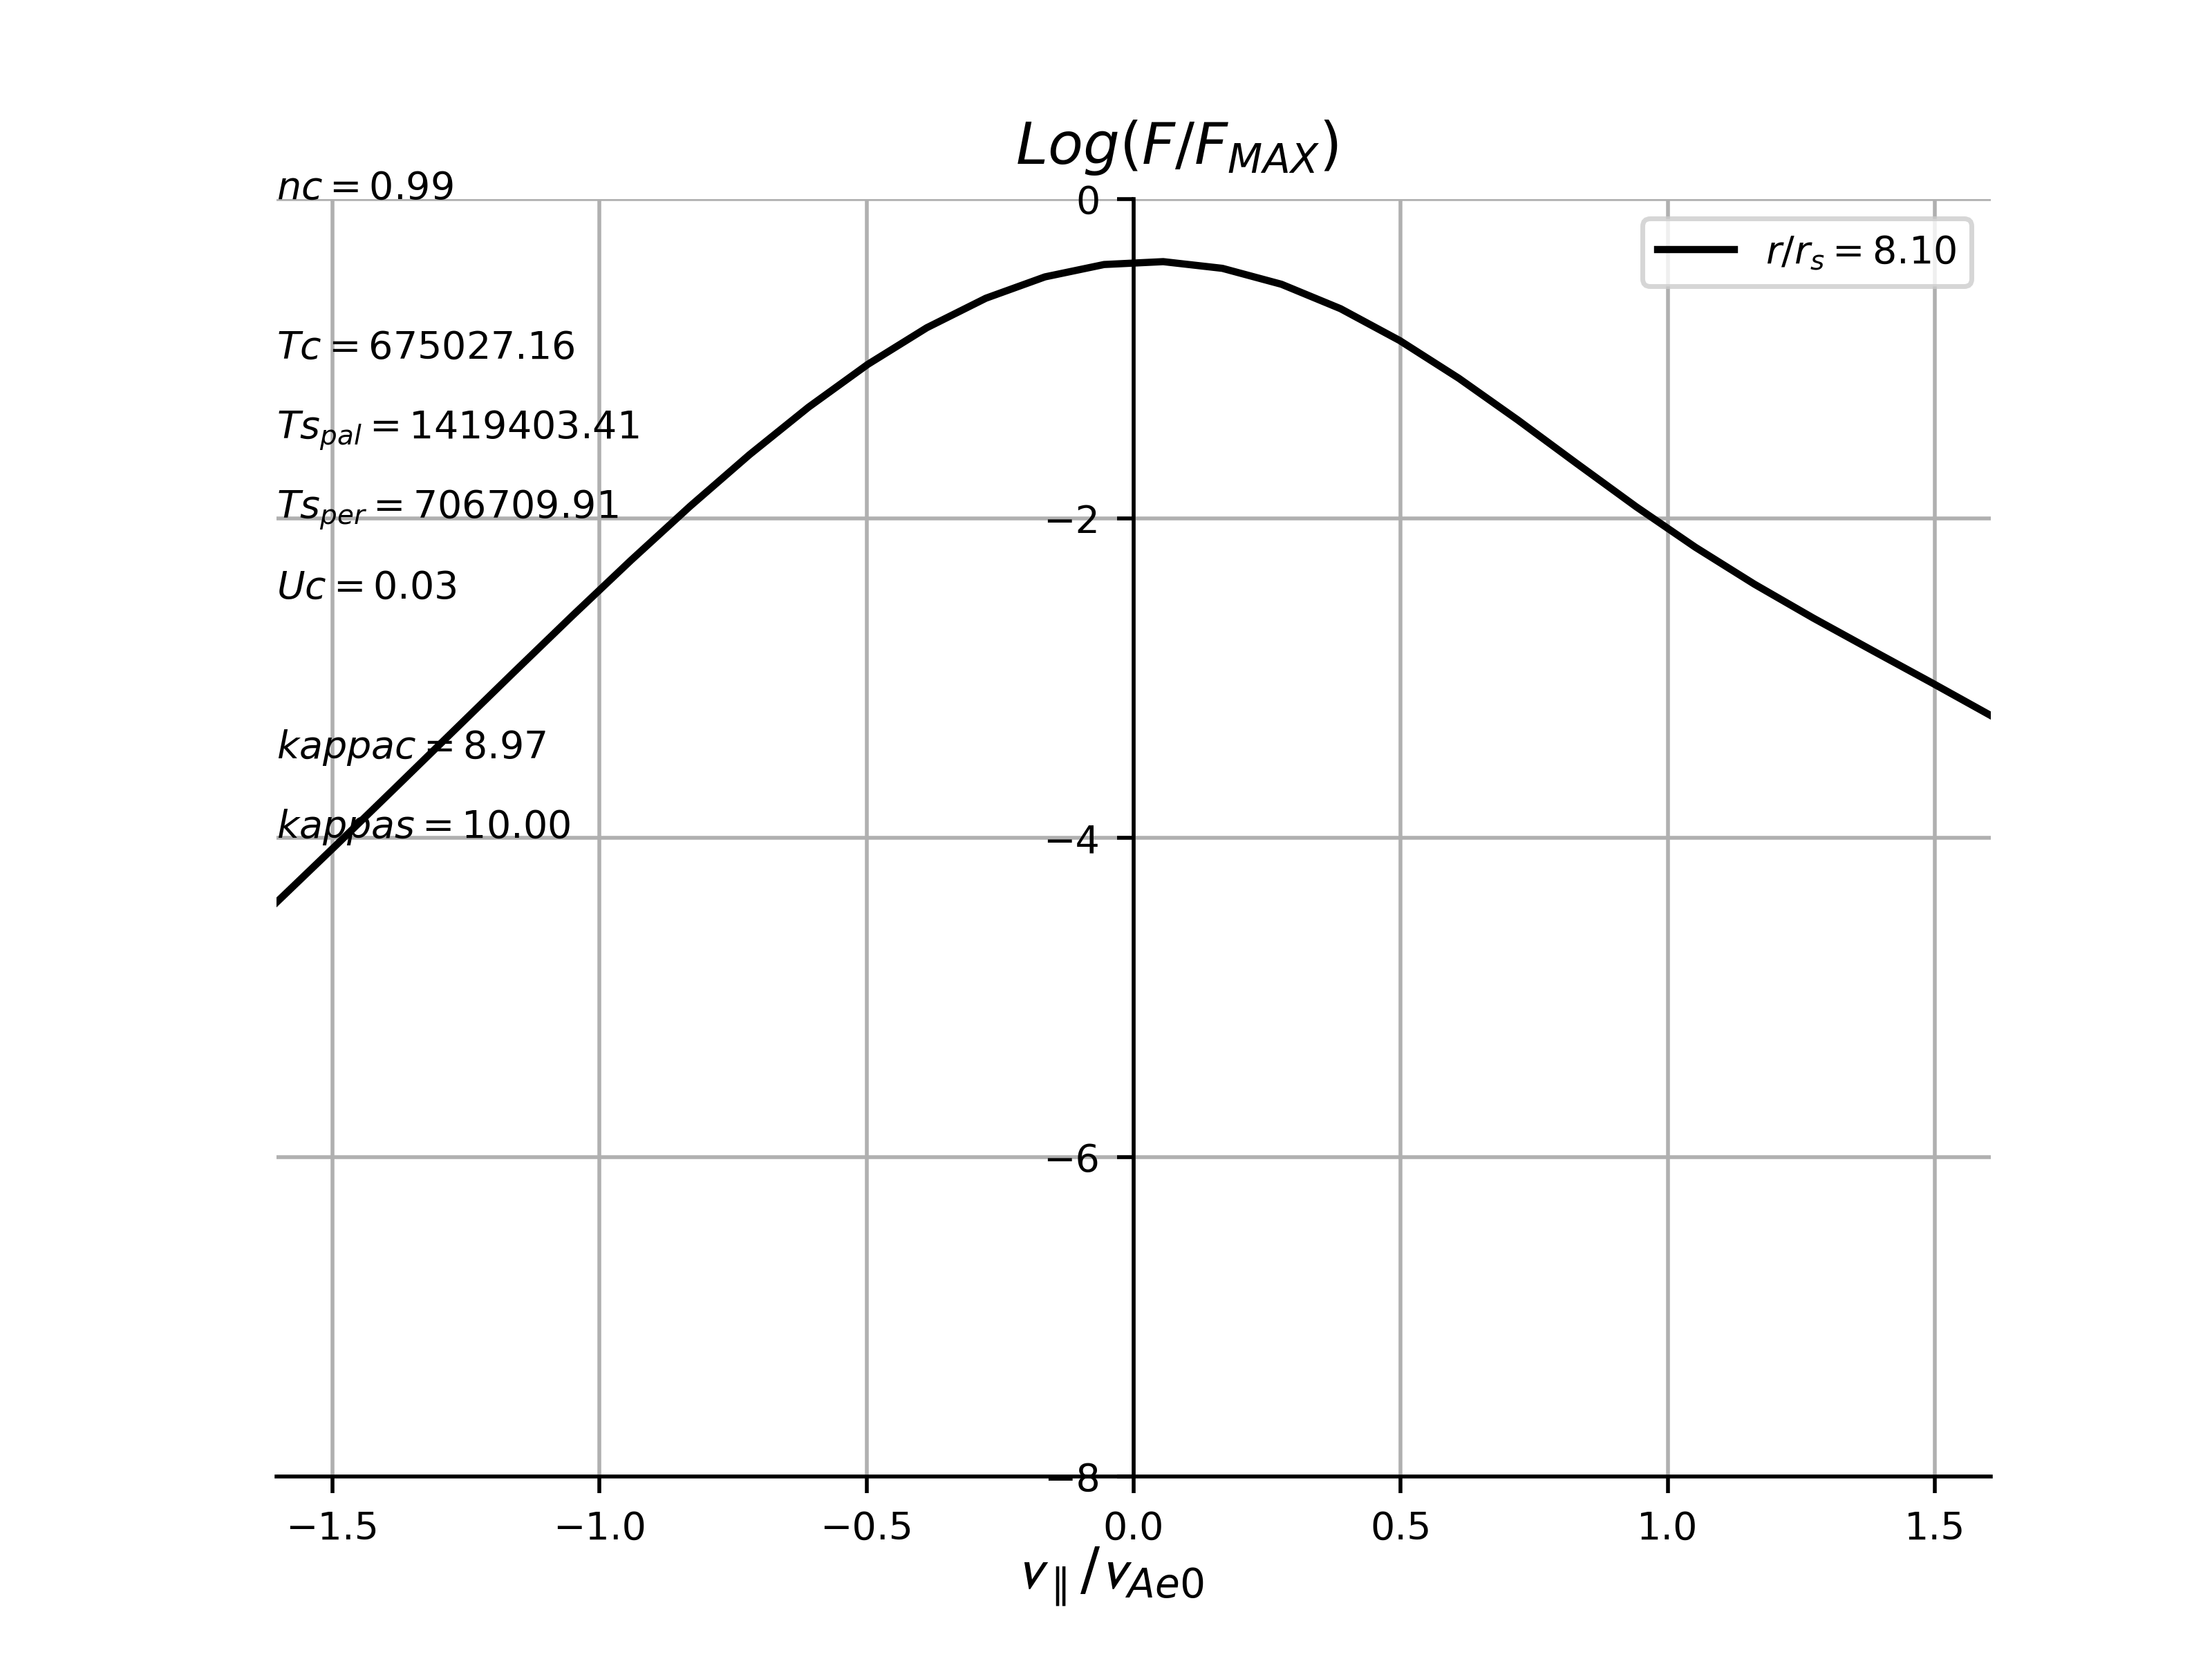 Log(F/F_MAX)
nc = 0.99
0
r/r_s = 8.10
Tc = 675027.16
Ts_pal = 1419403.41
Ts_per = 706709.91
−2
Uc = 0.03
kappac = 8.97
kappas = 10.00
−4
−6
−8
−1.5 −1.0 −0.5 0.0 0.5 1.0 1.5
v_∥/v_Ae0